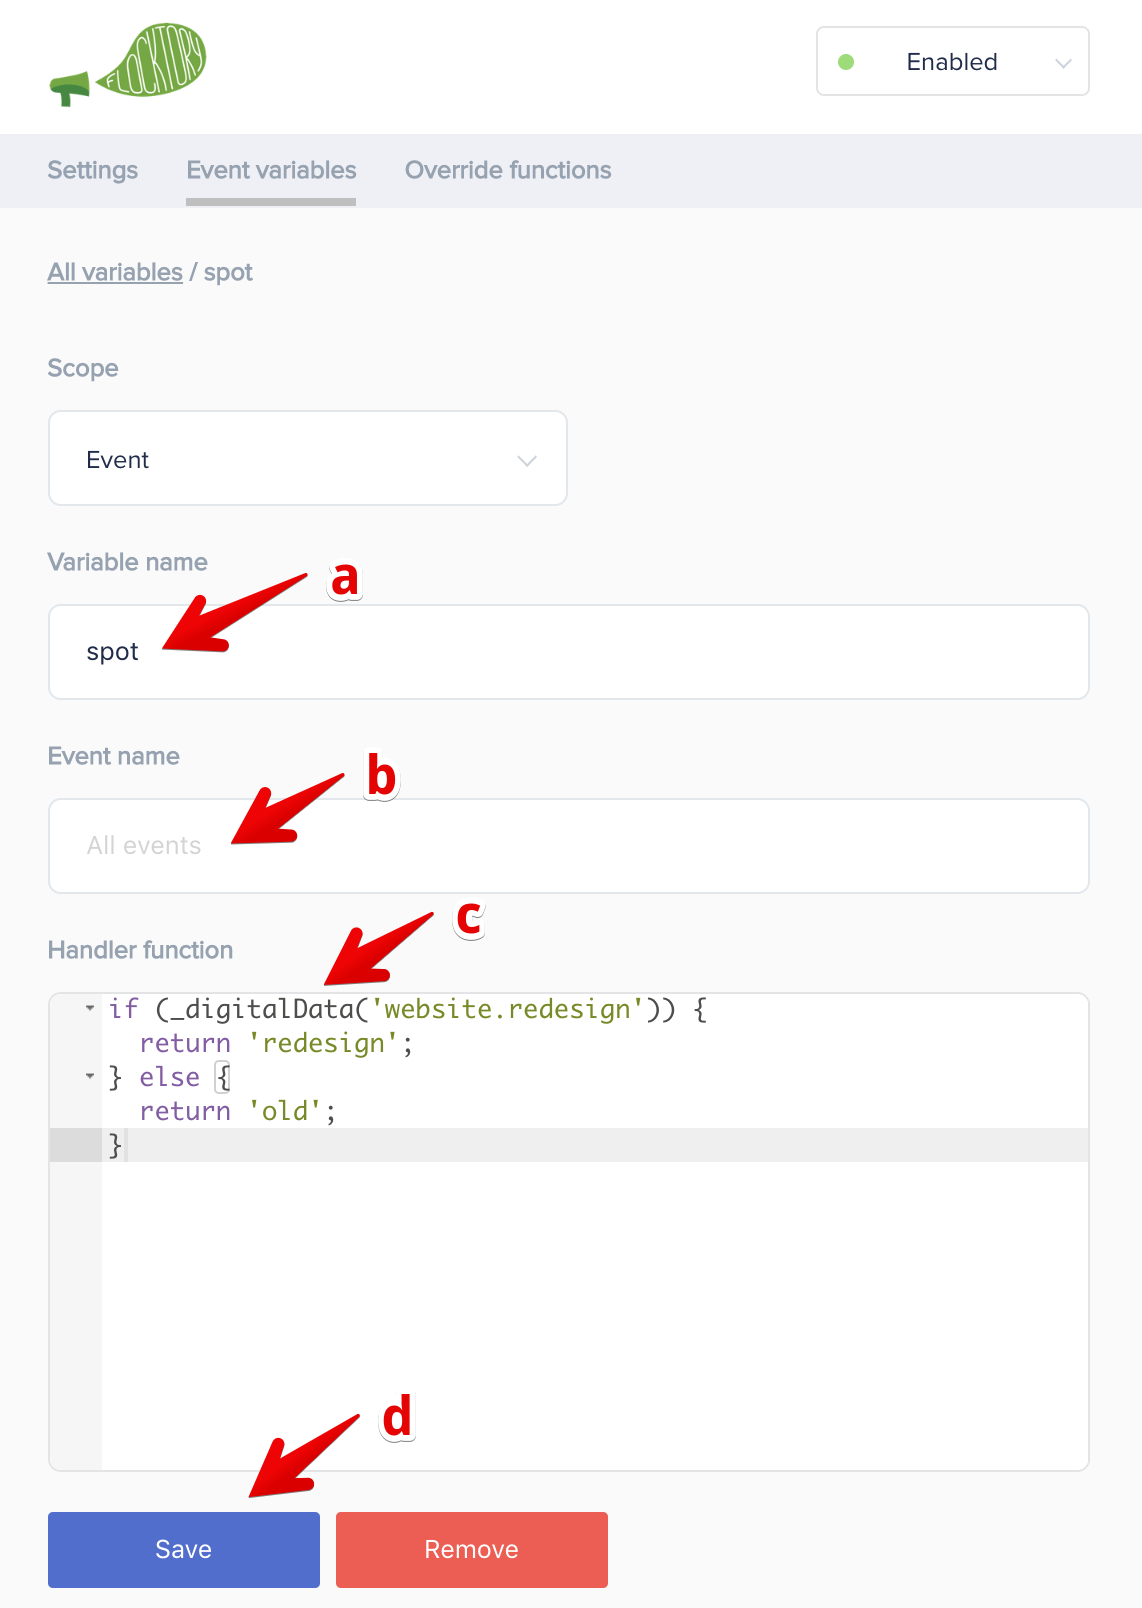 FLOCKTORY
Enabled
Settings Event variables Override functions
All variables / spot
Scope
Event
Variable name
a
spot
Event name
b
All events
c
Handler function
if (_digitalData('website.redesign')) {
  return 'redesign';
} else {
  return 'old';
}
d
Save Remove